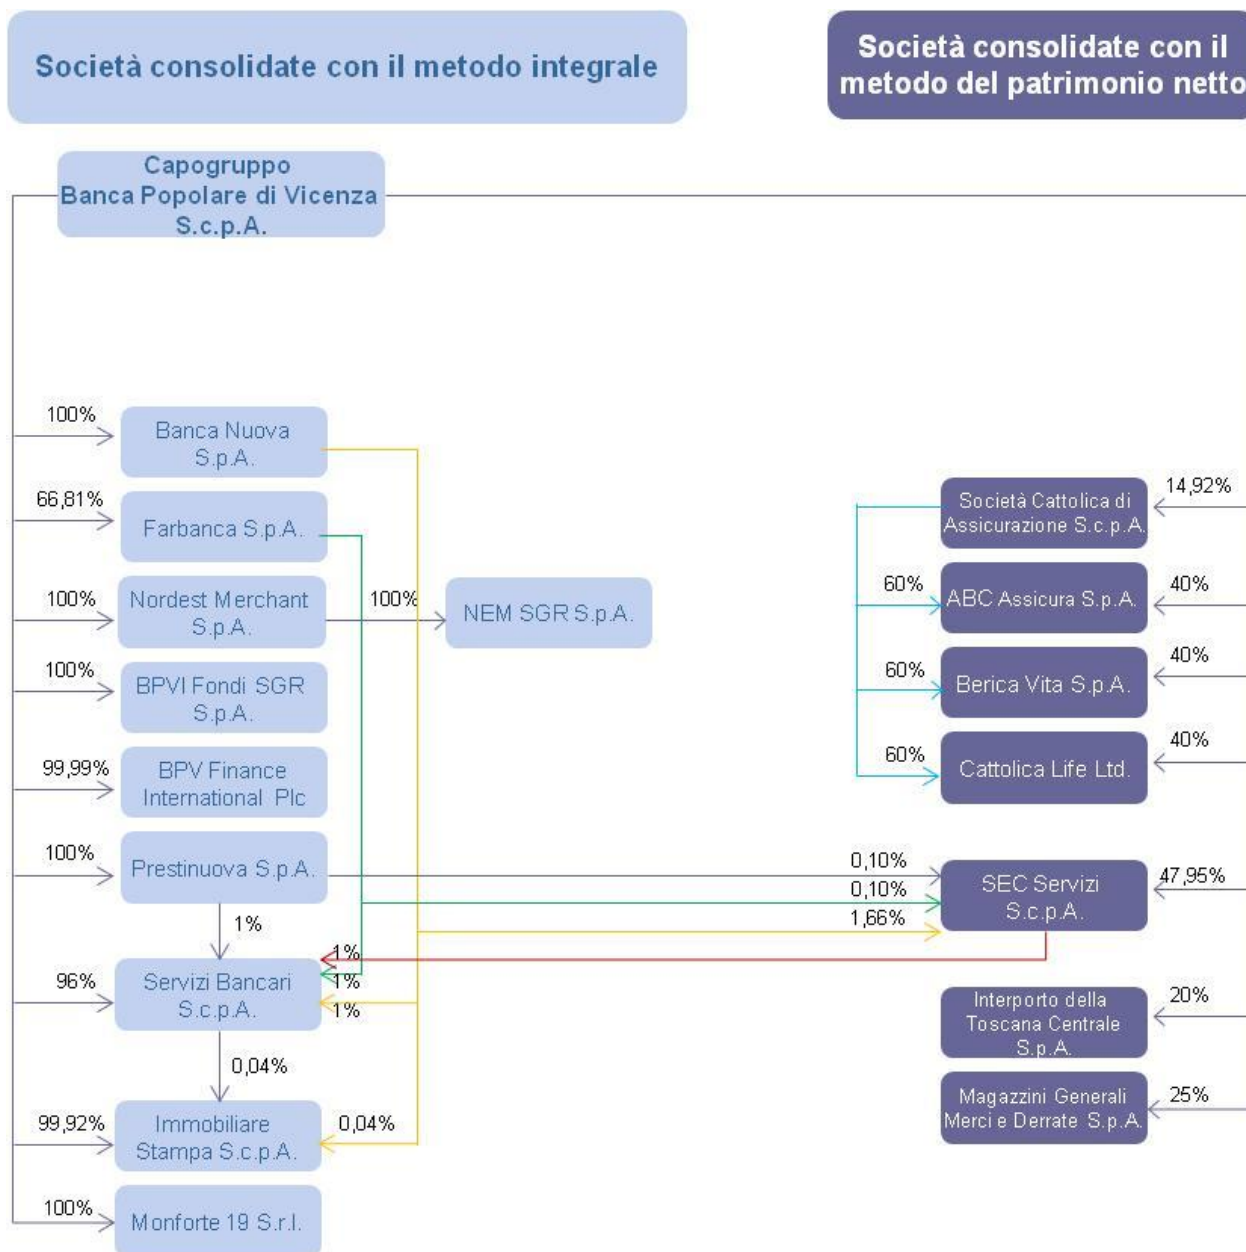 Società consolidate con il metodo integrale
Società consolidate con il
metodo del patrimonio netto
Capogruppo
Banca Popolare di Vicenza
S.c.p.A.
100%
Banca Nuova
S.p.A.
66,81%
Farbanca S.p.A.
100%
Nordest Merchant
S.p.A.
100%
NEM SGR S.p.A.
100%
BPVI Fondi SGR
S.p.A.
99,99%
BPV Finance
International Plc
100%
Prestinuova S.p.A.
1%
96%
Servizi Bancari
S.c.p.A.
1%
1%
1%
0,04%
99,92%
Immobiliare
Stampa S.c.p.A.
0,04%
100%
Monforte 19 S.r.l.
Società Cattolica di
Assicurazione S.c.p.A.
14,92%
60%
ABC Assicura S.p.A.
40%
60%
Berica Vita S.p.A.
40%
60%
Cattolica Life Ltd.
40%
0,10%
0,10%
1,66%
SEC Servizi
S.c.p.A.
47,95%
Interporto della
Toscana Centrale
S.p.A.
20%
Magazzini Generali
Merci e Derrate S.p.A.
25%